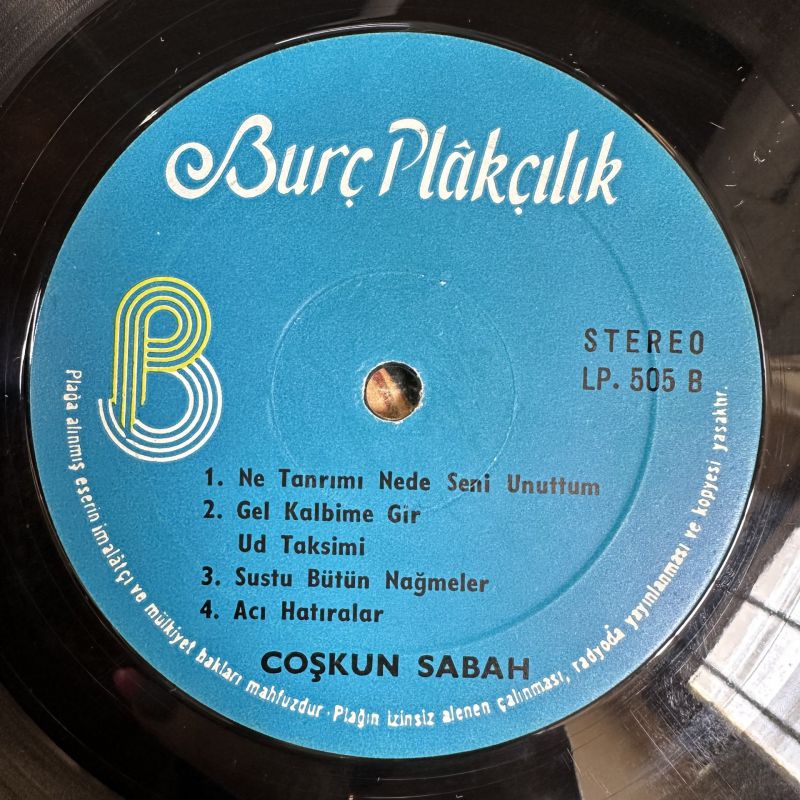 Burç Plâkçılık
STEREO
LP. 505 B
1. Ne Tanrımı Nede Seni Unuttum
2. Gel Kalbime Gir
Ud Taksimi
3. Sustu Bütün Nağmeler
4. Acı Hatıralar
COŞKUN SABAH
Plağa alınmış eserin imalâtçı ve mülkiyet hakları mahfuzdur. Plağın izinsiz alenen çalınması, radyoda yayınlanması ve kopyesi yasaktır.